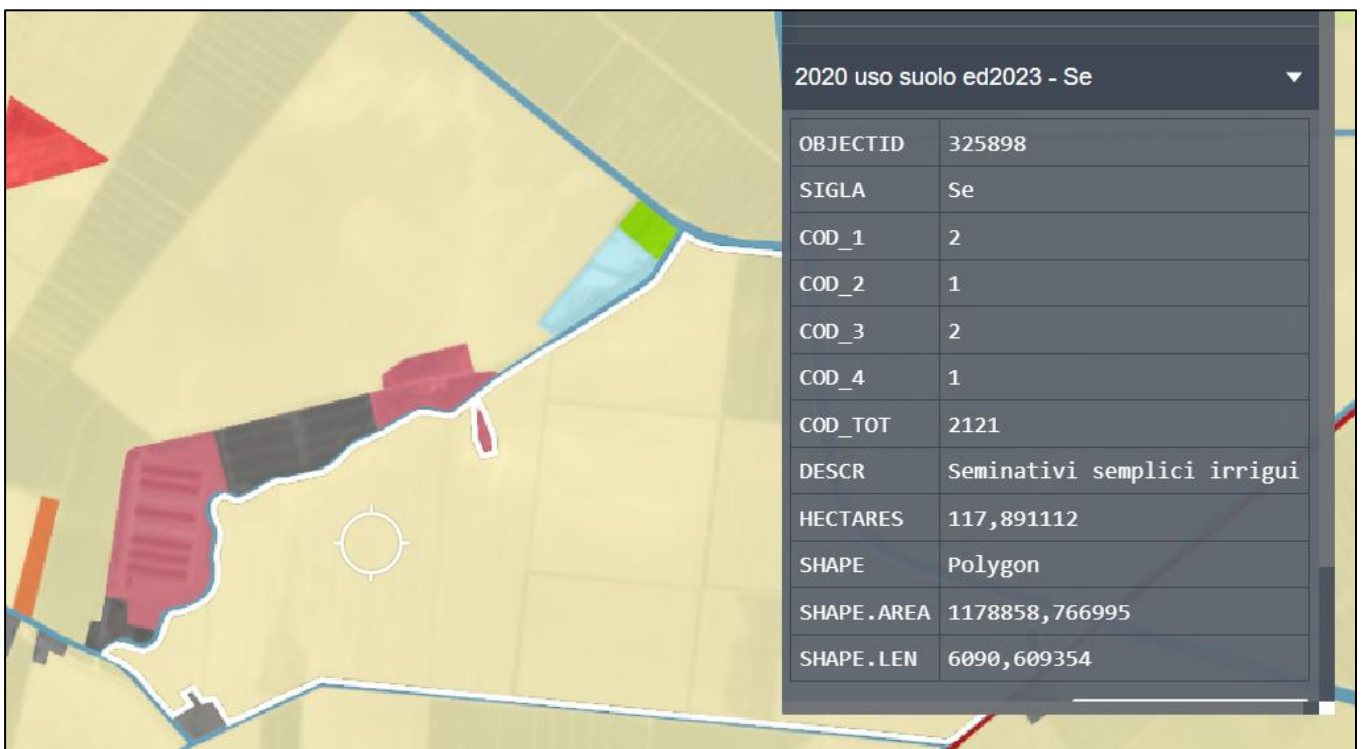 2020 uso suolo ed2023 - Se
OBJECTID 325898
SIGLA Se
COD_1 2
COD_2 1
COD_3 2
COD_4 1
COD_TOT 2121
DESCR Seminativi semplici irrigui
HECTARES 117,891112
SHAPE Polygon
SHAPE.AREA 1178858,766995
SHAPE.LEN 6090,609354